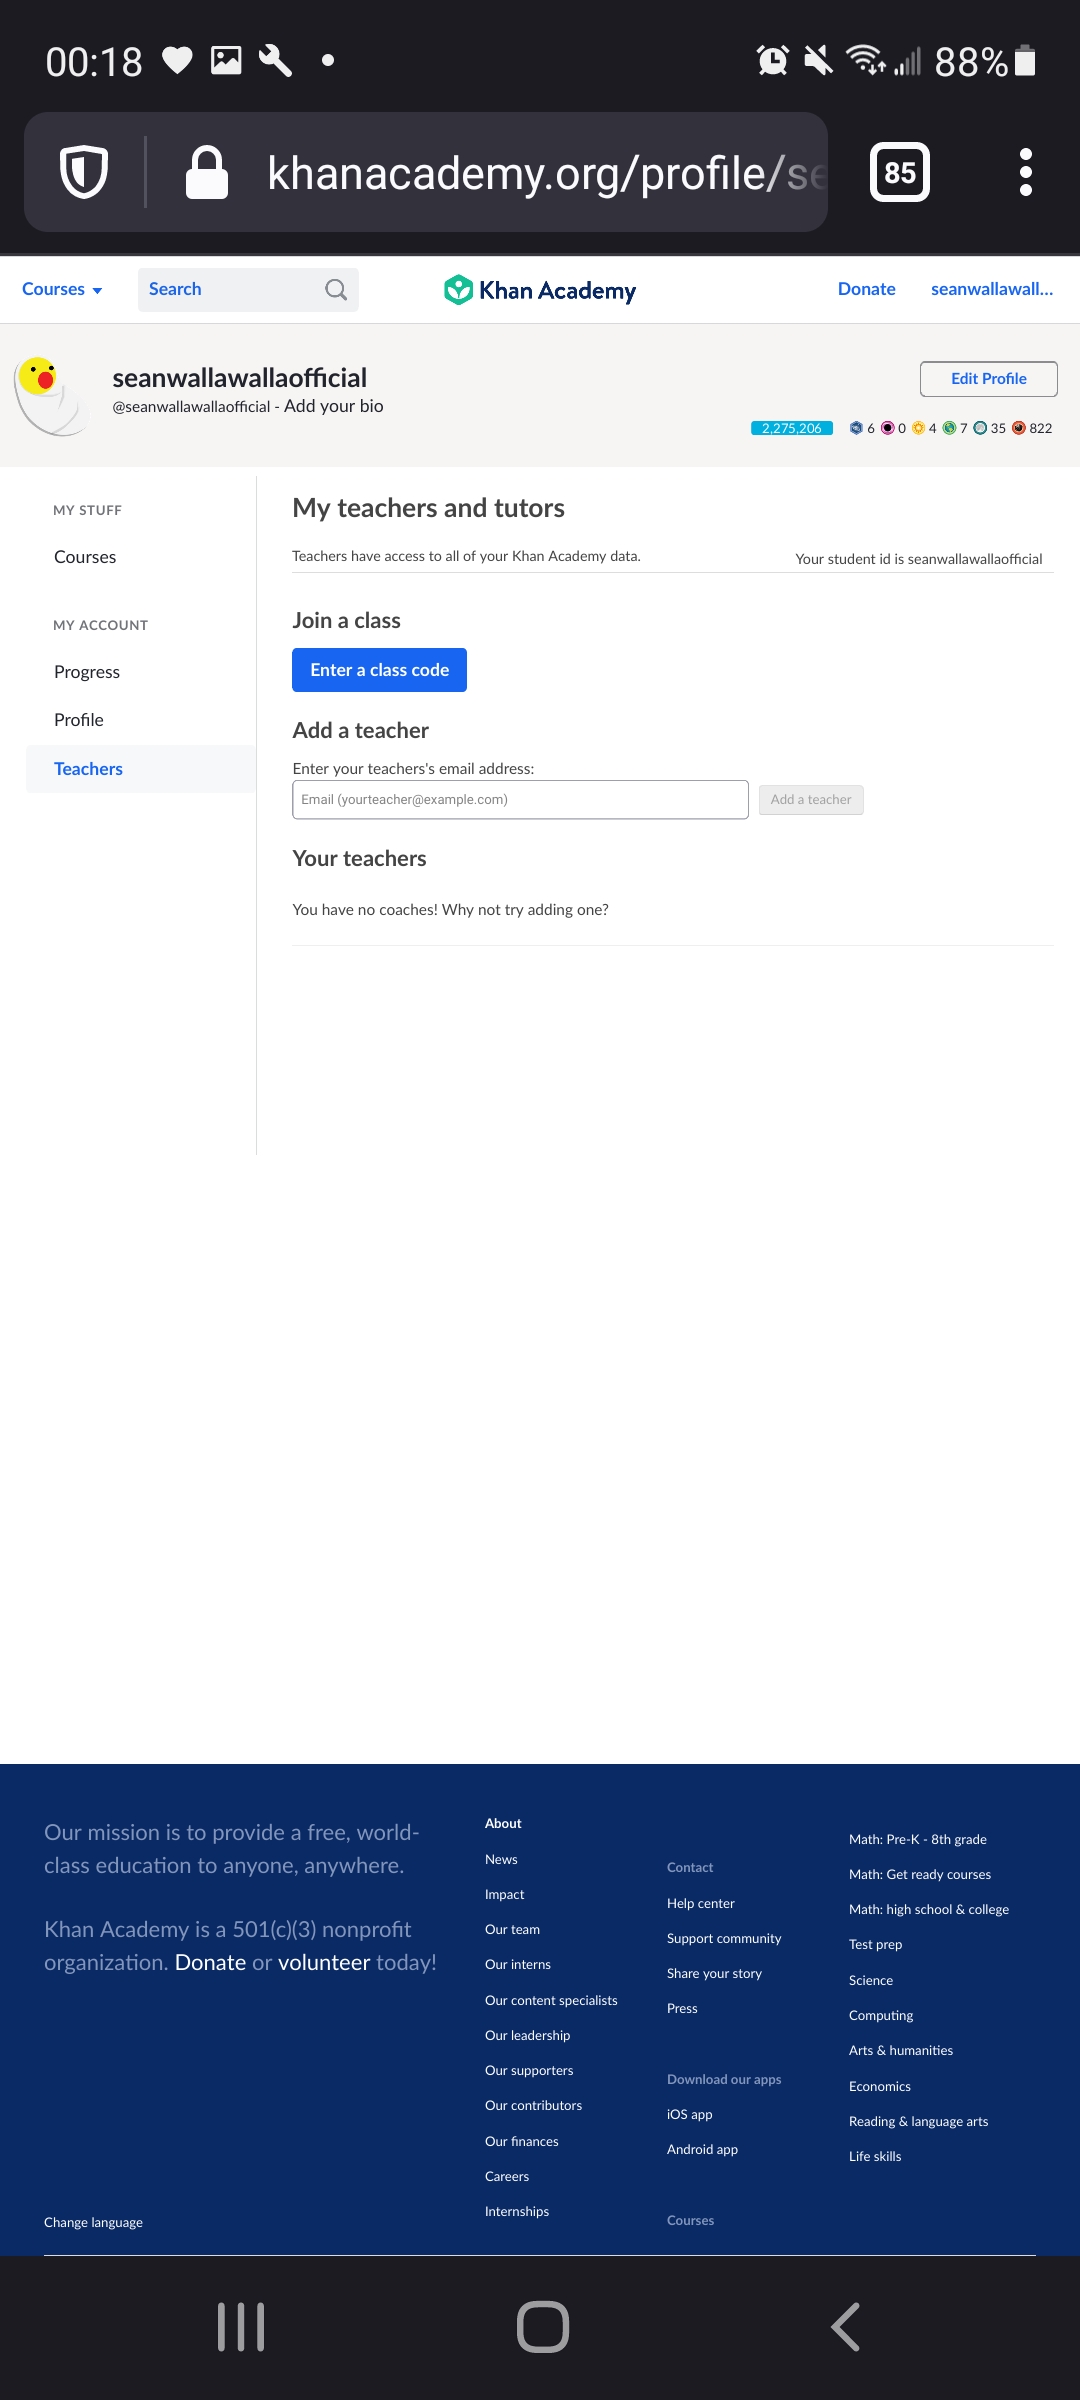 00:18
88%
khanacademy.org/profile/se
85
Courses
Search
Khan Academy
Donate
seanwallawall...
seanwallawallaofficial
@seanwallawallaofficial - Add your bio
Edit Profile
2,275,206 6 0 4 7 35 822
MY STUFF
Courses
MY ACCOUNT
Progress
Profile
Teachers
My teachers and tutors
Teachers have access to all of your Khan Academy data.
Your student id is seanwallawallaofficial
Join a class
Enter a class code
Add a teacher
Enter your teachers's email address:
Email (yourteacher@example.com)
Add a teacher
Your teachers
You have no coaches! Why not try adding one?
Our mission is to provide a free, world-
class education to anyone, anywhere.
Khan Academy is a 501(c)(3) nonprofit
organization. Donate or volunteer today!
Change language
About
News
Impact
Our team
Our interns
Our content specialists
Our leadership
Our supporters
Our contributors
Our finances
Careers
Internships
Contact
Help center
Support community
Share your story
Press
Download our apps
iOS app
Android app
Courses
Math: Pre-K - 8th grade
Math: Get ready courses
Math: high school & college
Test prep
Science
Computing
Arts & humanities
Economics
Reading & language arts
Life skills